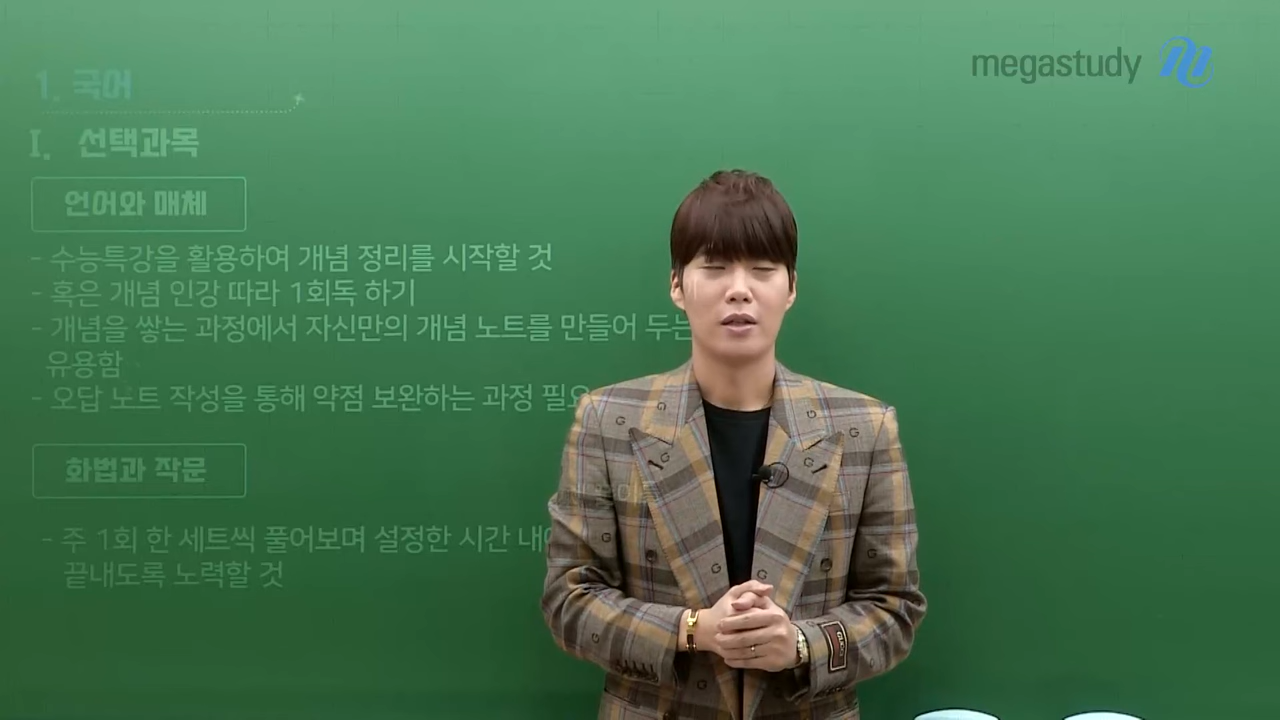 megastudy
1. 국어
I. 선택과목
언어와 매체
- 수능특강을 활용하여 개념 정리를 시작할 것
- 혹은 개념 인강 따라 1회독 하기
- 개념을 쌓는 과정에서 자신만의 개념 노트를 만들어 두는
유용함
- 오답 노트 작성을 통해 약점 보완하는 과정 필요
화법과 작문
- 주 1회 한 세트씩 풀어보며 설정한 시간 내에
끝내도록 노력할 것
GUCCI